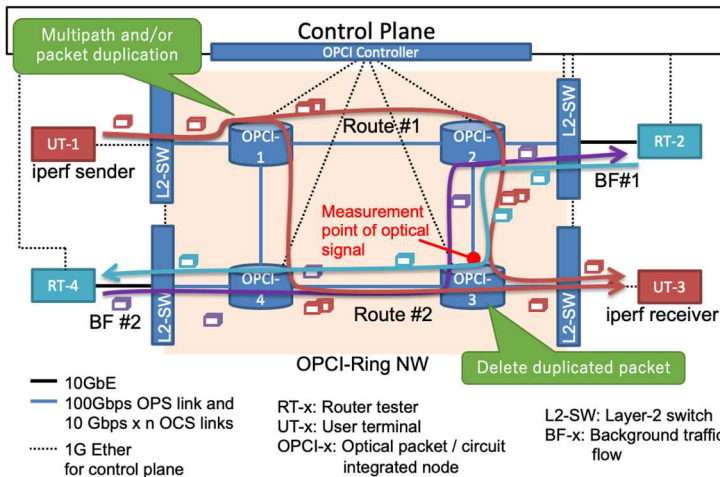 Control Plane
OPCI Controller
Multipath and/or
packet duplication
L2-SW
L2-SW
UT-1
iperf sender
OPCI-
1
Route #1
OPCI-
2
RT-2
BF#1
Measurement
point of optical
signal
RT-4
BF #2
L2-SW
OPCI-
4
Route #2
OPCI-
3
L2-SW
UT-3
iperf receiver
OPCI-Ring NW
Delete duplicated packet
10GbE
100Gbps OPS link and
10 Gbps x n OCS links
1G Ether
for control plane
RT-x: Router tester
UT-x: User terminal
OPCI-x: Optical packet / circuit
integrated node
L2-SW: Layer-2 switch
BF-x: Background traffic
flow